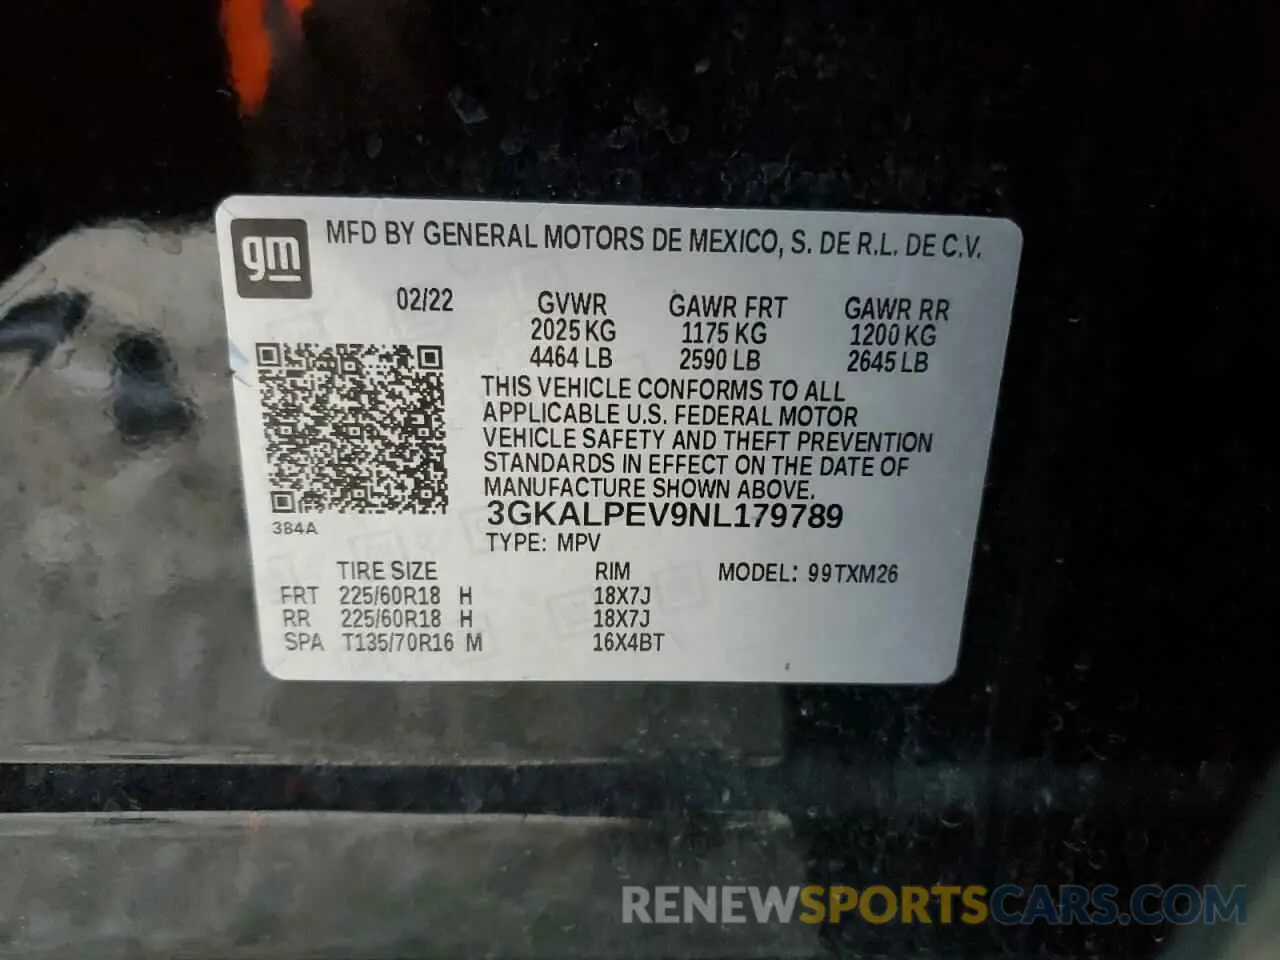 gm
MFD BY GENERAL MOTORS DE MEXICO, S. DE R.L. DE C.V.
02/22 GVWR GAWR FRT GAWR RR
2025 KG 1175 KG 1200 KG
4464 LB 2590 LB 2645 LB
THIS VEHICLE CONFORMS TO ALL
APPLICABLE U.S. FEDERAL MOTOR
VEHICLE SAFETY AND THEFT PREVENTION
STANDARDS IN EFFECT ON THE DATE OF
MANUFACTURE SHOWN ABOVE.
3GKALPEV9NL179789
384A
TYPE: MPV
TIRE SIZE RIM MODEL: 99TXM26
FRT 225/60R18 H 18X7J
RR 225/60R18 H 18X7J
SPA T135/70R16 M 16X4BT
RENEWSPORTSCARS.COM